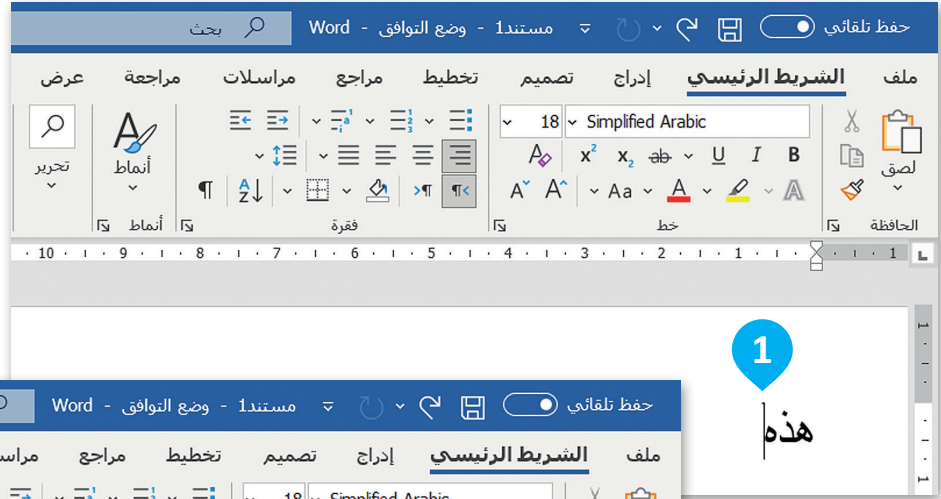 حفظ تلقائي مستند1 - وضع التوافق - Word بحث
ملف الشريط الرئيسي إدراج تصميم تخطيط مراجع مراسلات مراجعة عرض
لصق Simplified Arabic 18 أنماط تحرير
B I U ab x₂ x²
A Aa A A A A
الحافظة خط فقرة أنماط
1 · ı · ı · 1 · ı · 2 · ı · 3 · ı · 4 · ı · 5 · ı · 6 · ı · 7 · ı · 8 · ı · 9 · ı · 10
1
هذه
حفظ تلقائي مستند1 - وضع التوافق - Word
ملف الشريط الرئيسي إدراج تصميم تخطيط مراجع
Simplified Arabic 18